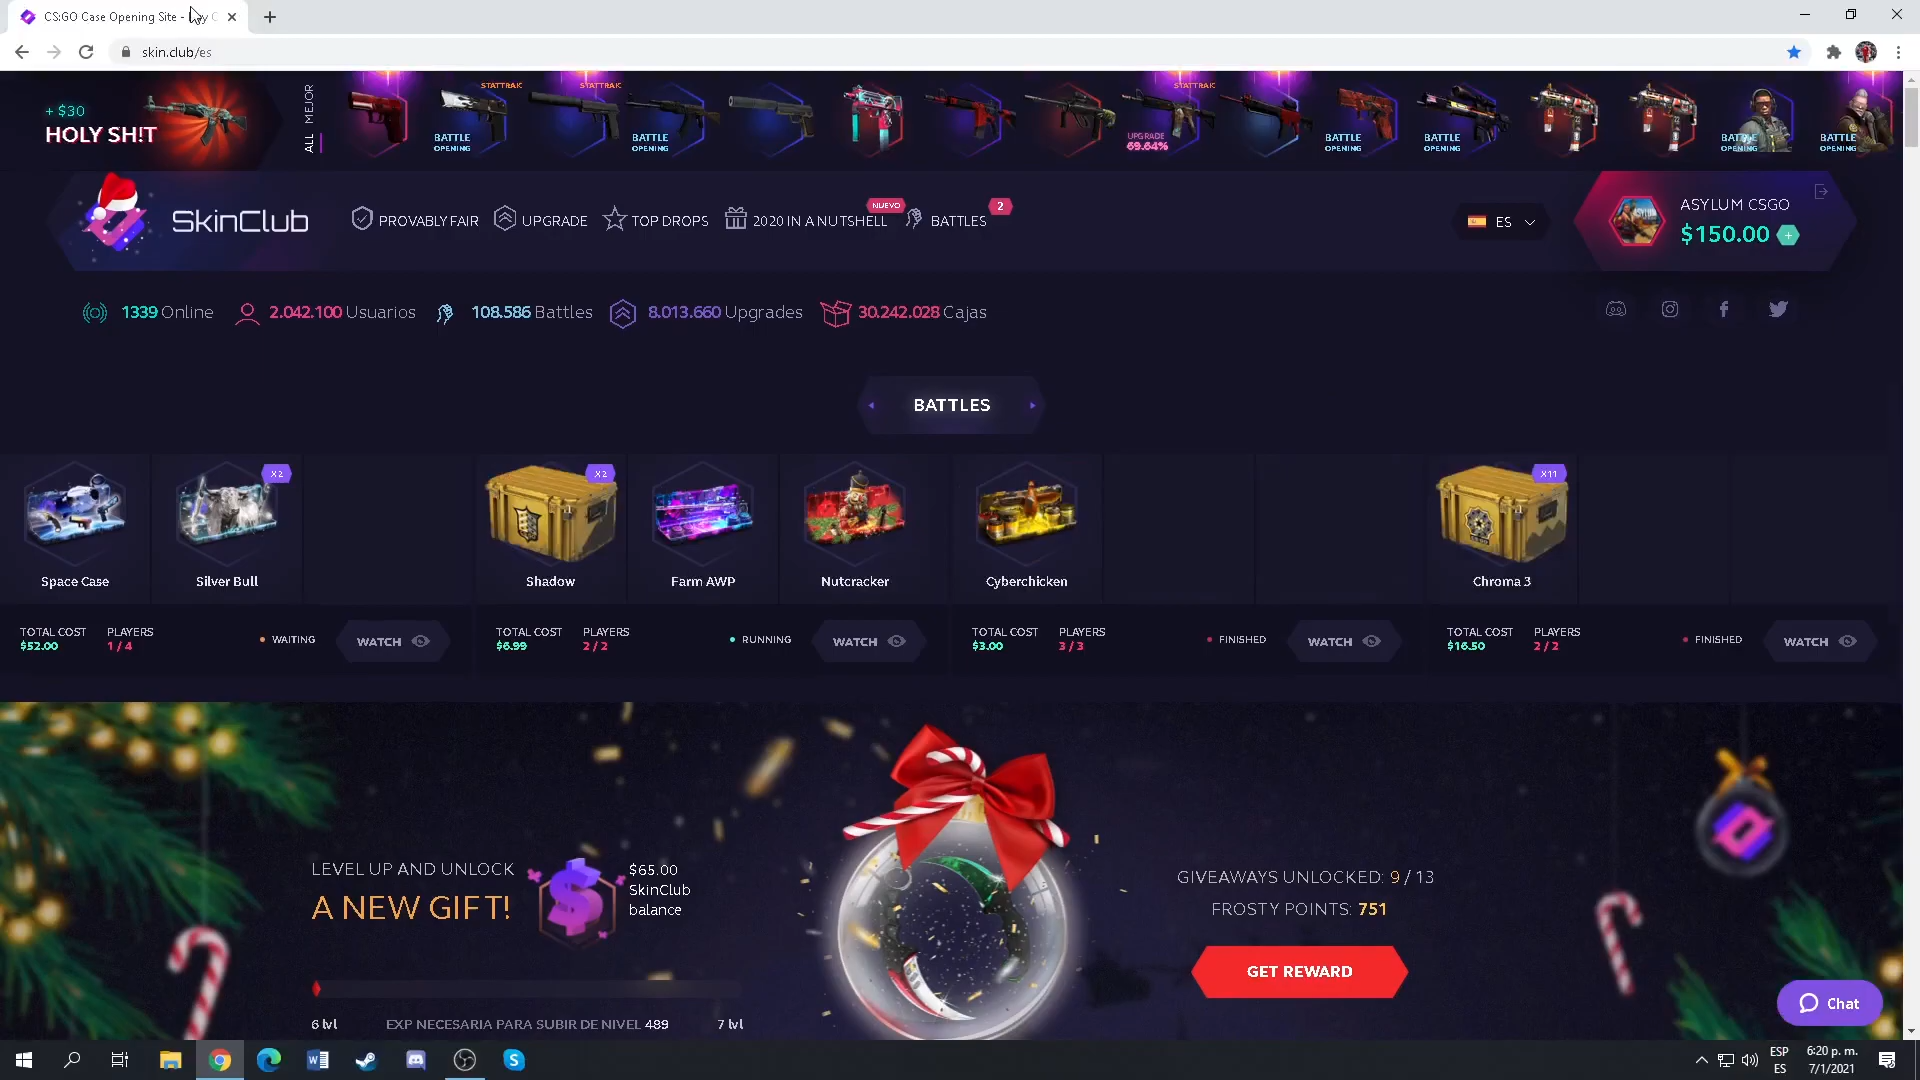 CS:GO Case Opening Site -
skin.club/es
+ $30
HOLY SH!T
ALL
MEJOR
STATTRAK
STATTRAK
STATTRAK
BATTLE
OPENING
BATTLE
OPENING
UPGRADE
69.64%
BATTLE
OPENING
BATTLE
OPENING
BATTLE
OPENING
BATTLE
OPENING
SkinClub
PROVABLY FAIR
UPGRADE
TOP DROPS
2020 IN A NUTSHELL
NUEVO
BATTLES
2
ES
ASYLUM CSGO
$150.00
+
1339 Online
2.042.100 Usuarios
108.586 Battles
8.013.660 Upgrades
30.242.028 Cajas
BATTLES
X2
X2
X11
Space Case
Silver Bull
Shadow
Farm AWP
Nutcracker
Cyberchicken
Chroma 3
TOTAL COST
$52.00
PLAYERS
1 / 4
WAITING
WATCH
TOTAL COST
$6.99
PLAYERS
2 / 2
RUNNING
WATCH
TOTAL COST
$3.00
PLAYERS
3 / 3
FINISHED
WATCH
TOTAL COST
$16.50
PLAYERS
2 / 2
FINISHED
WATCH
LEVEL UP AND UNLOCK
A NEW GIFT!
$65.00
SkinClub
balance
6 lvl
EXP NECESARIA PARA SUBIR DE NIVEL 489
7 lvl
GIVEAWAYS UNLOCKED: 9 / 13
FROSTY POINTS: 751
GET REWARD
Chat
ESP
ES
6:20 p. m.
7/1/2021